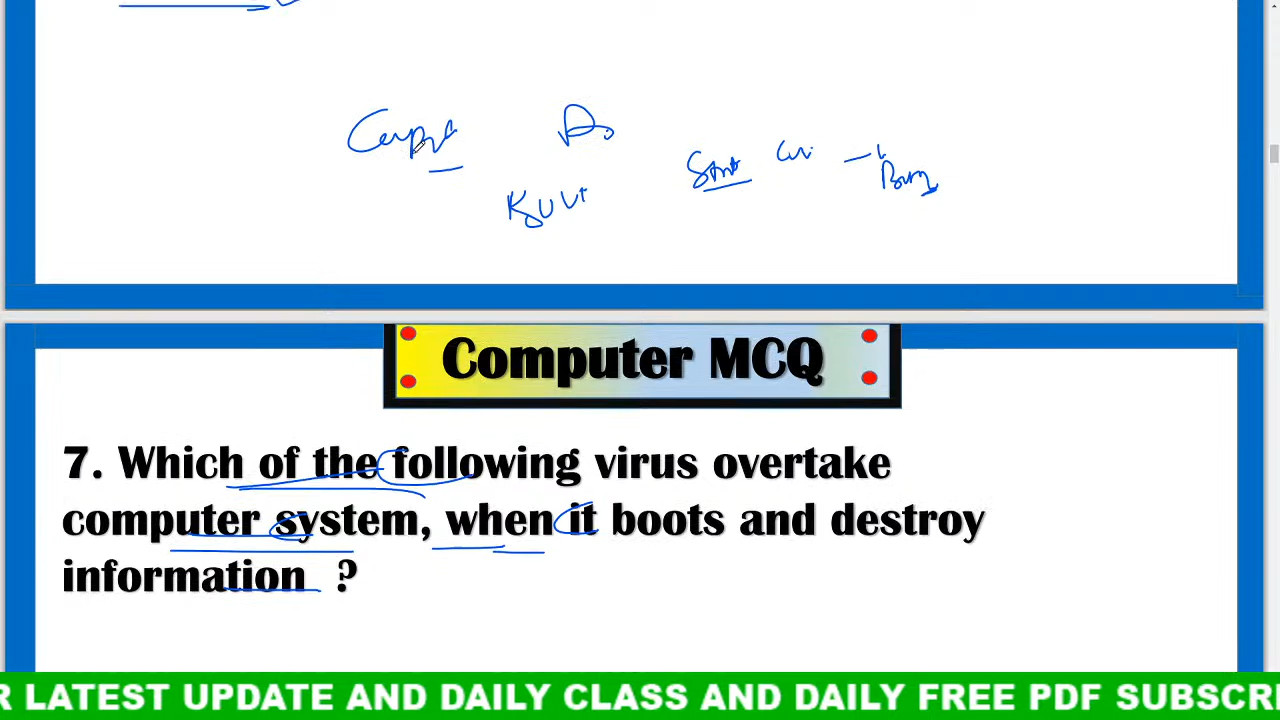 Computer MCQ
7. Which of the following virus overtake
computer system, when it boots and destroy
information ?
R LATEST UPDATE AND DAILY CLASS AND DAILY FREE PDF SUBSCRI